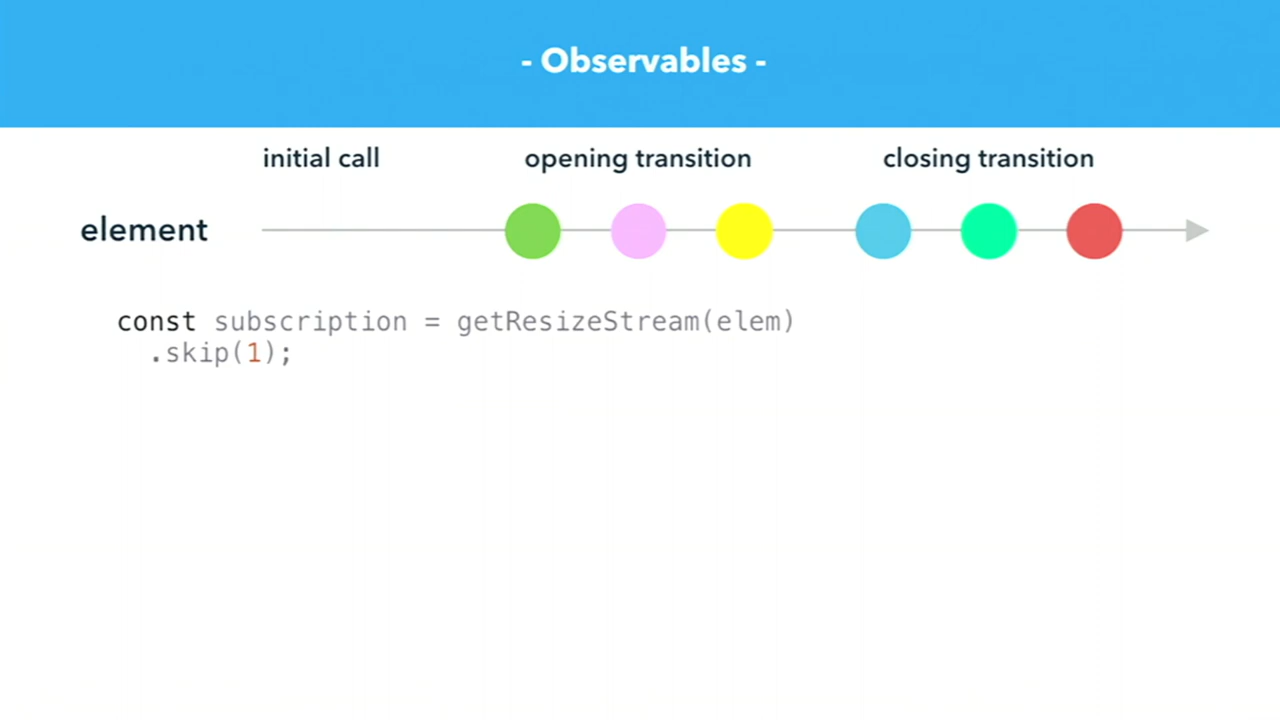 - Observables -
initial call opening transition closing transition
element
const subscription = getResizeStream(elem)
.skip(1);